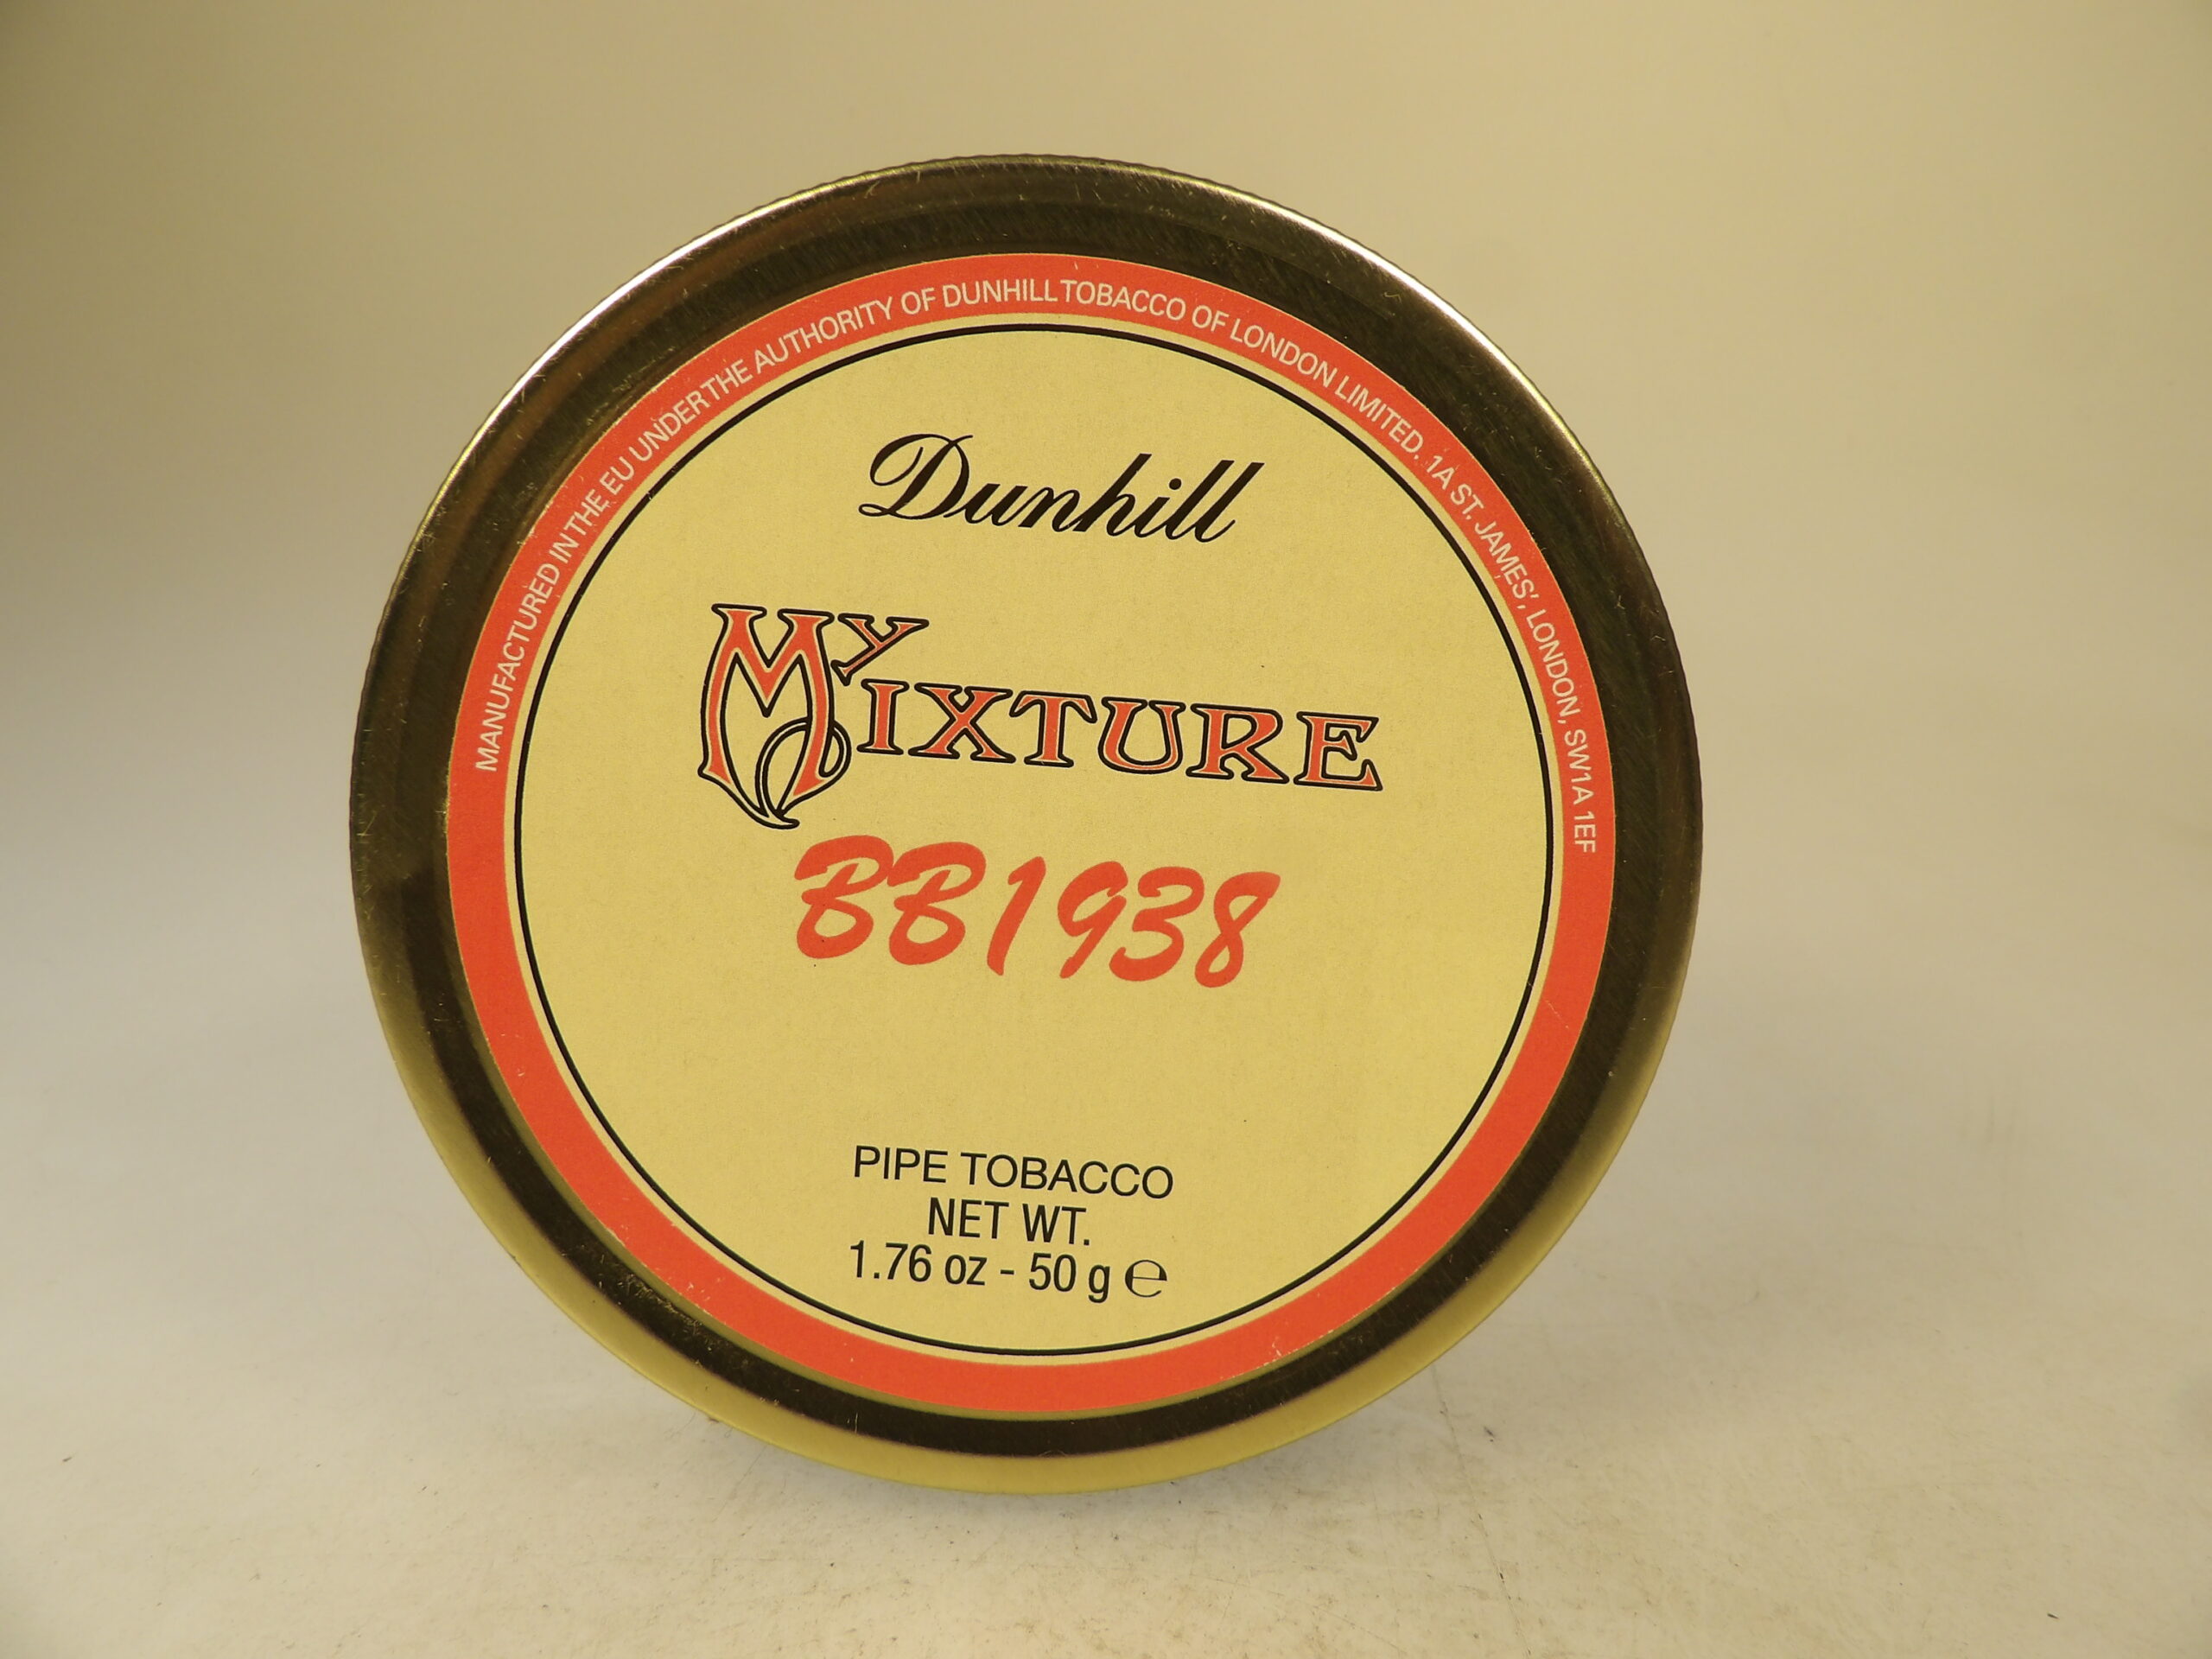 MANUFACTURED IN THE EU UNDER THE AUTHORITY OF DUNHILL TOBACCO OF LONDON LIMITED, 1A ST. JAMES', LONDON, SW1A 1EF
Dunhill
MY MIXTURE
BB1938
PIPE TOBACCO
NET WT.
1.76 oz - 50 g ℮